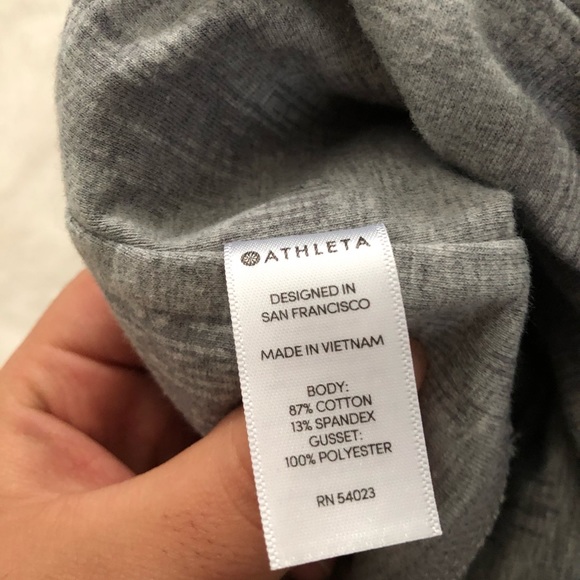 ATHLETA
DESIGNED IN
SAN FRANCISCO
MADE IN VIETNAM
BODY:
87% COTTON
13% SPANDEX
GUSSET:
100% POLYESTER
RN 54023